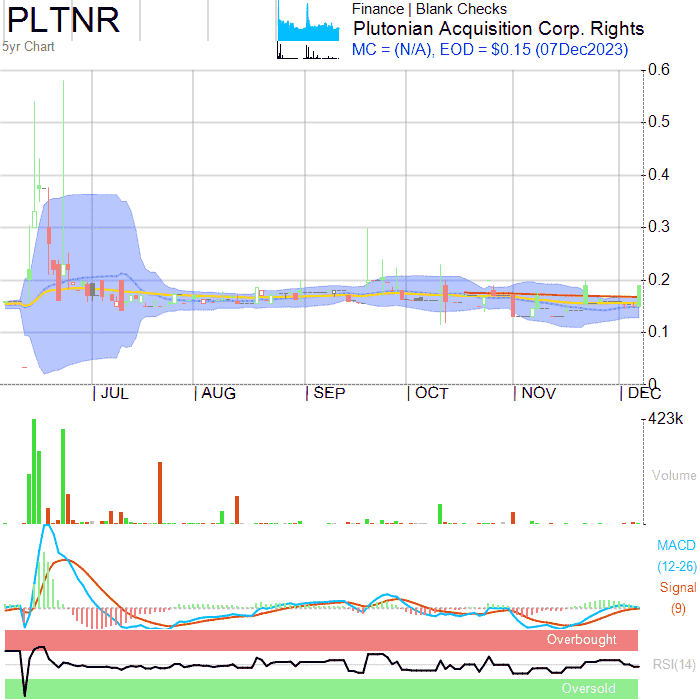 PLTNR
5yr Chart
Finance | Blank Checks
Plutonian Acquisition Corp. Rights
MC = (N/A), EOD = $0.15 (07Dec2023)
0.6
0.5
0.4
0.3
0.2
0.1
0
JUL AUG SEP OCT NOV DEC
423k
Volume
MACD
(12-26)
Signal
(9)
Overbought
RSI(14)
Oversold